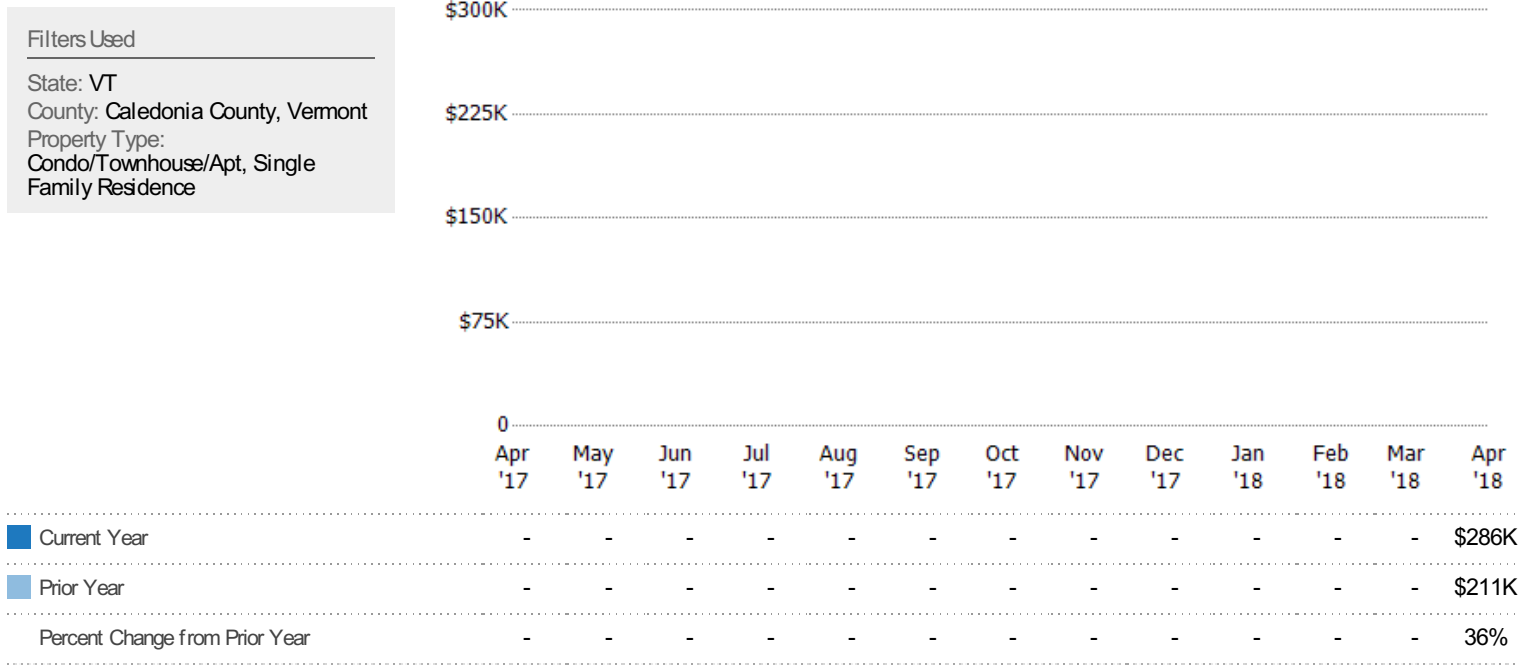 Filters Used
State: VT
County: Caledonia County, Vermont
Property Type:
Condo/Townhouse/Apt, Single
Family Residence
$300K
$225K
$150K
$75K
0
Apr May Jun Jul Aug Sep Oct Nov Dec Jan Feb Mar Apr
'17 '17 '17 '17 '17 '17 '17 '17 '17 '18 '18 '18 '18
Current Year - - - - - - - - - - - - $286K
Prior Year - - - - - - - - - - - - $211K
Percent Change from Prior Year - - - - - - - - - - - - 36%